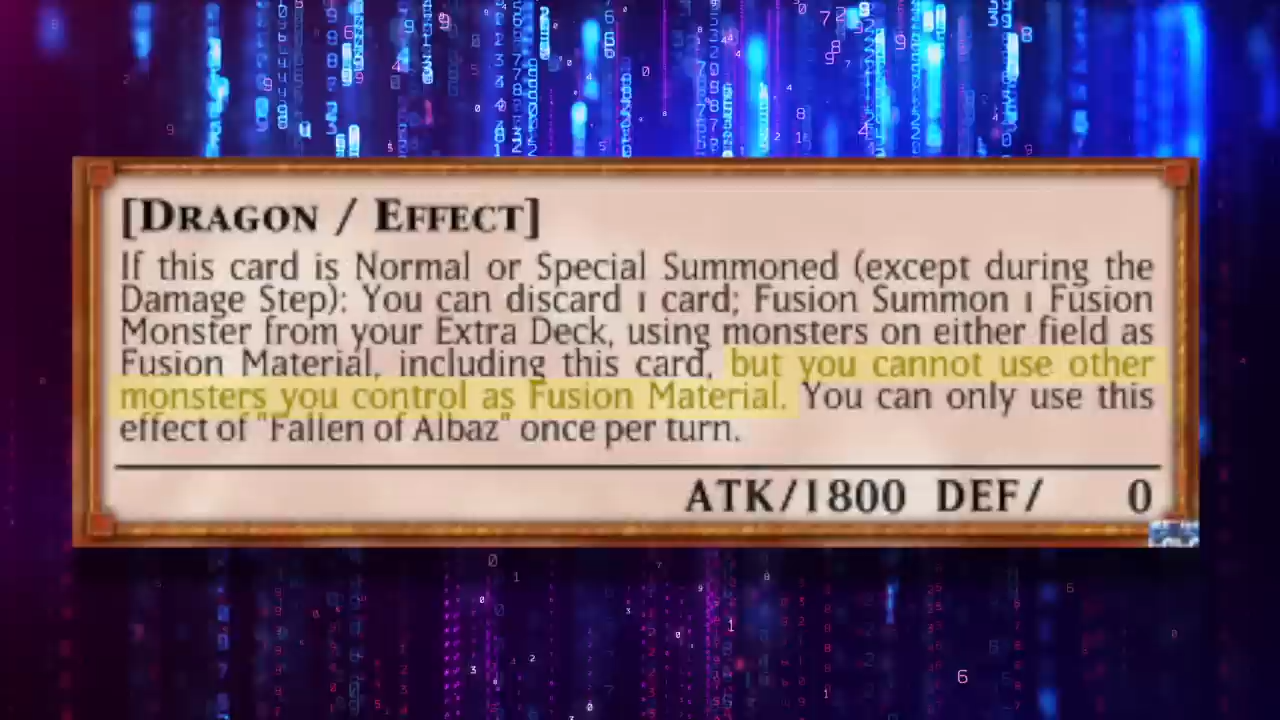 [DRAGON / EFFECT]
If this card is Normal or Special Summoned (except during the
Damage Step): You can discard 1 card; Fusion Summon 1 Fusion
Monster from your Extra Deck, using monsters on either field as
Fusion Material, including this card, but you cannot use other
monsters you control as Fusion Material. You can only use this
effect of "Fallen of Albaz" once per turn.
ATK/1800 DEF/ 0